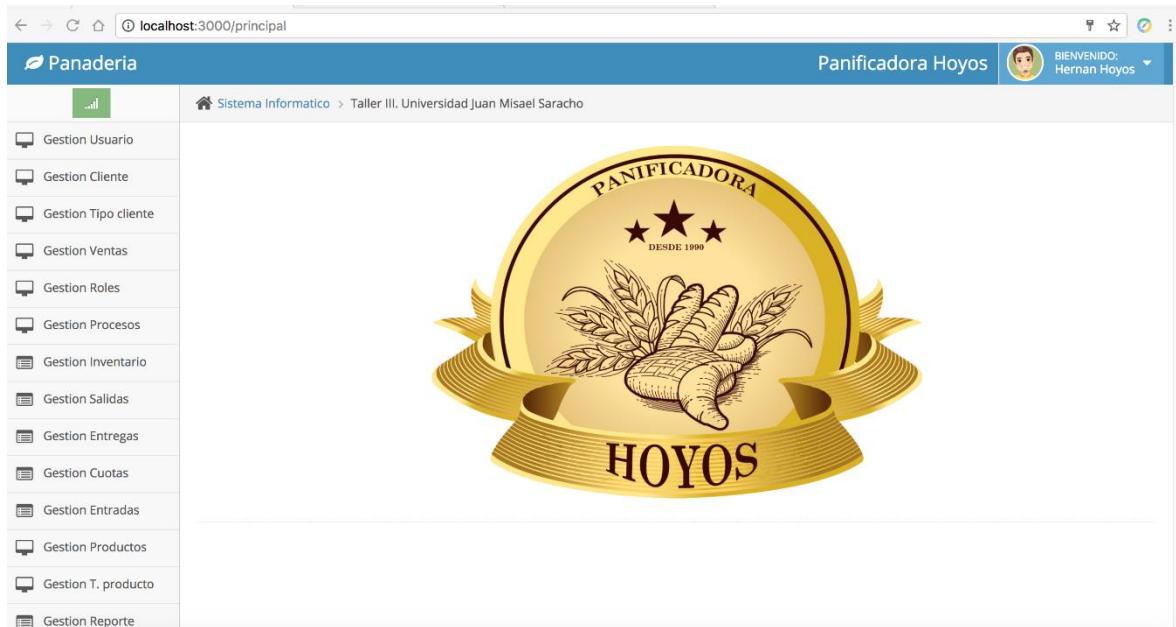 localhost:3000/principal
Panaderia
Panificadora Hoyos
BIENVENIDO:
Hernan Hoyos
Sistema Informatico > Taller III. Universidad Juan Misael Saracho
Gestion Usuario
Gestion Cliente
Gestion Tipo cliente
Gestion Ventas
Gestion Roles
Gestion Procesos
Gestion Inventario
Gestion Salidas
Gestion Entregas
Gestion Cuotas
Gestion Entradas
Gestion Productos
Gestion T. producto
Gestion Reporte
PANIFICADORA
DESDE 1990
HOYOS